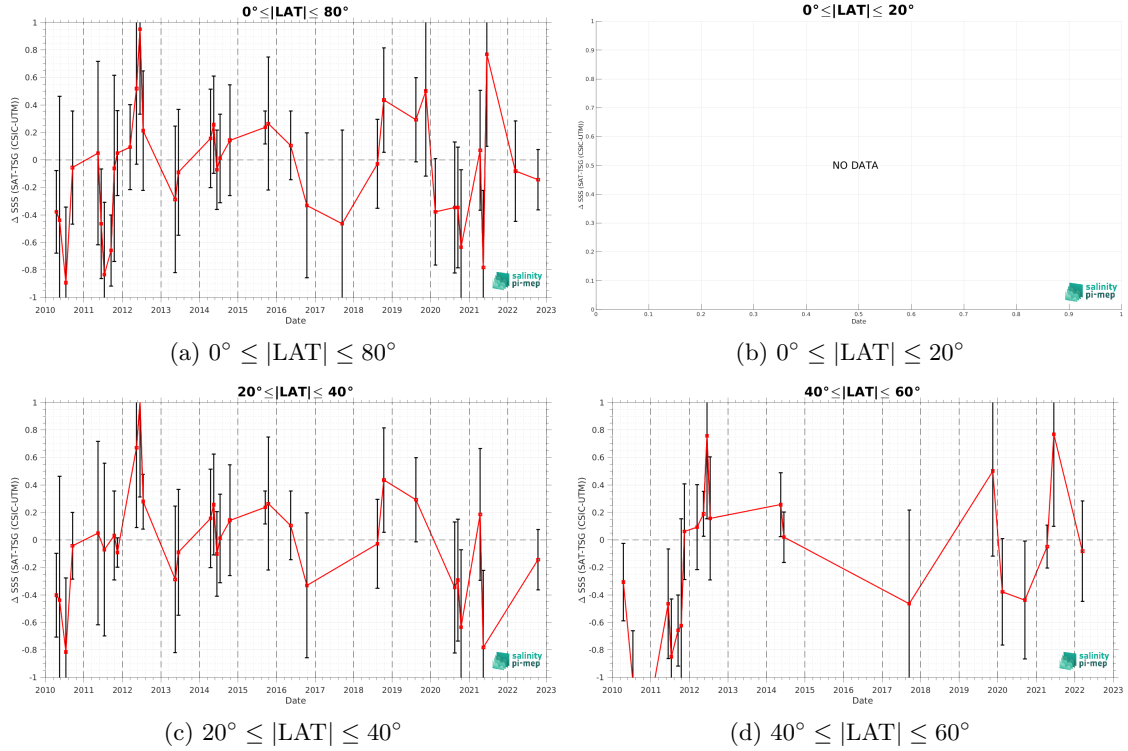 0°≤|LAT|≤ 80°
Δ SSS (SAT-TSG (CSIC-UTM))
1
0.8
0.6
0.4
0.2
0
-0.2
-0.4
-0.6
-0.8
-1
2010 2011 2012 2013 2014 2015 2016 2017 2018 2019 2020 2021 2022 2023
Date
salinity
pi-mep
(a) 0° ≤ |LAT| ≤ 80°
0°≤|LAT|≤ 20°
Δ SSS (SAT-TSG (CSIC-UTM))
1
0.9
0.8
0.7
0.6
0.5
0.4
0.3
0.2
0.1
0
NO DATA
0 0.1 0.2 0.3 0.4 0.5 0.6 0.7 0.8 0.9 1
Date
salinity
pi-mep
(b) 0° ≤ |LAT| ≤ 20°
20°≤|LAT|≤ 40°
Δ SSS (SAT-TSG (CSIC-UTM))
1
0.8
0.6
0.4
0.2
0
-0.2
-0.4
-0.6
-0.8
-1
2010 2011 2012 2013 2014 2015 2016 2017 2018 2019 2020 2021 2022 2023
Date
salinity
pi-mep
(c) 20° ≤ |LAT| ≤ 40°
40°≤|LAT|≤ 60°
Δ SSS (SAT-TSG (CSIC-UTM))
1
0.8
0.6
0.4
0.2
0
-0.2
-0.4
-0.6
-0.8
-1
2010 2011 2012 2013 2014 2015 2016 2017 2018 2019 2020 2021 2022 2023
Date
salinity
pi-mep
(d) 40° ≤ |LAT| ≤ 60°